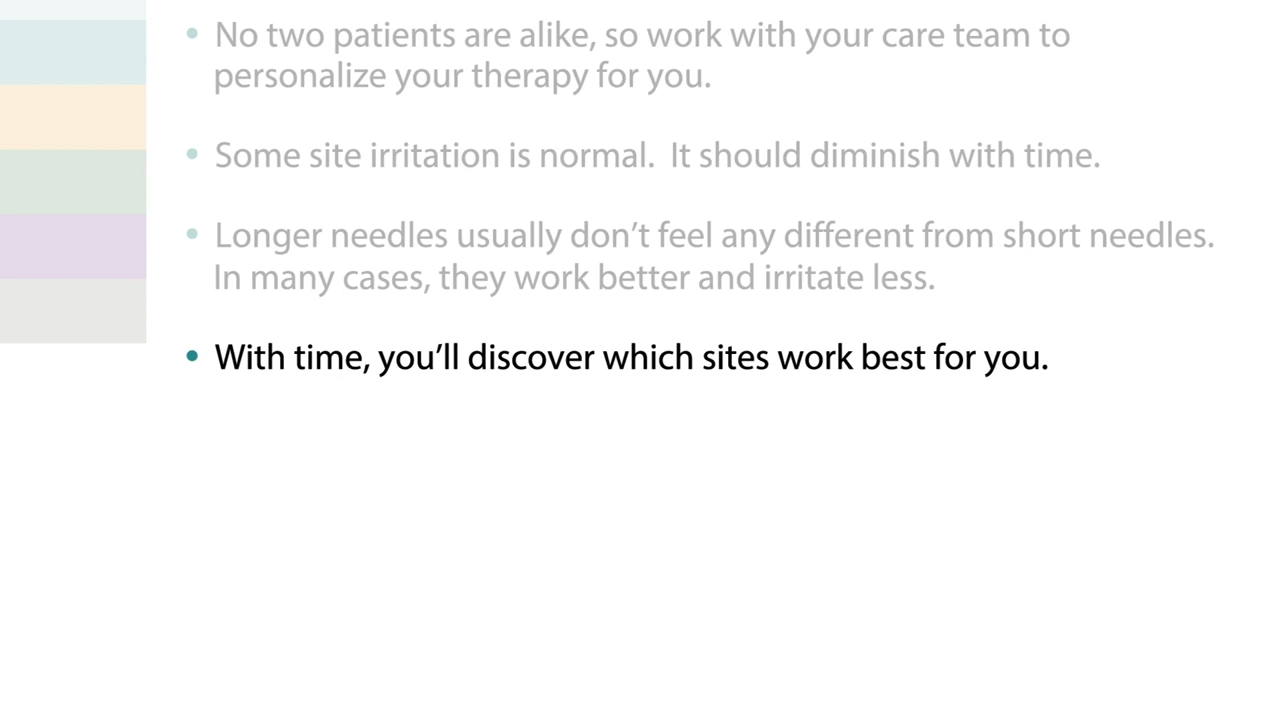 • No two patients are alike, so work with your care team to
personalize your therapy for you.
• Some site irritation is normal.  It should diminish with time.
• Longer needles usually don’t feel any different from short needles.
In many cases, they work better and irritate less.
• With time, you’ll discover which sites work best for you.